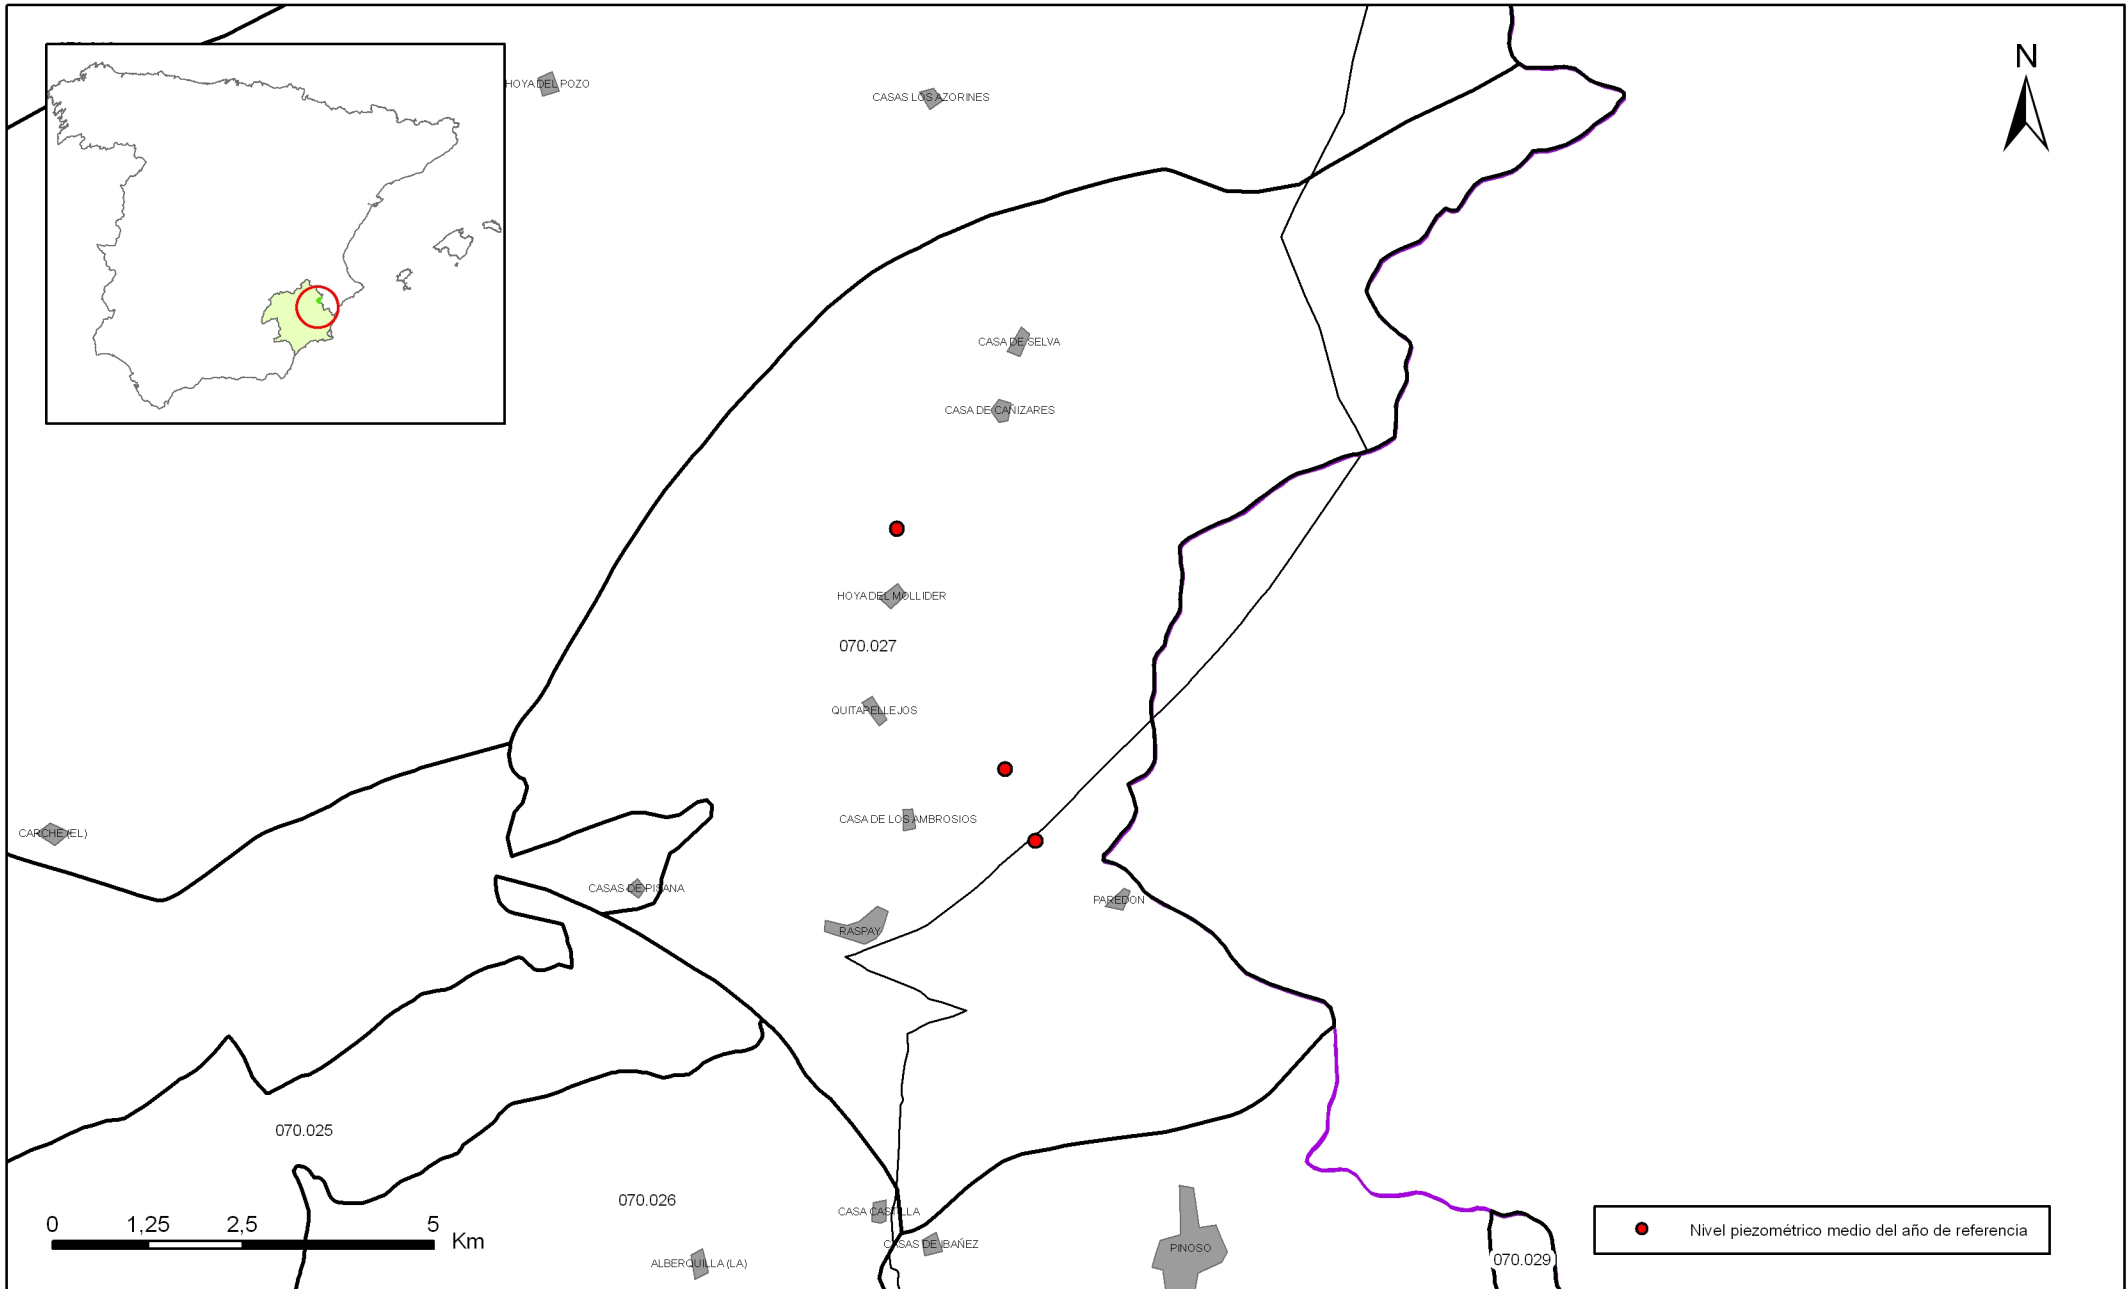 N
HOYA DEL POZO
CASAS LOS AZORINES
CASA DE SELVA
CASA DE CAÑIZARES
HOYA DEL MOLLIDER
070.027
QUITAPELLEJOS
CASA DE LOS AMBROSIOS
CARCHE (EL)
CASAS DE PISANA
PAREDON
RASPAY
070.025
070.026
CASA CASTILLA
CASAS DE IBAÑEZ
PINOSO
ALBERQUILLA (LA)
070.029
0 1,25 2,5 5
Km
Nivel piezométrico medio del año de referencia